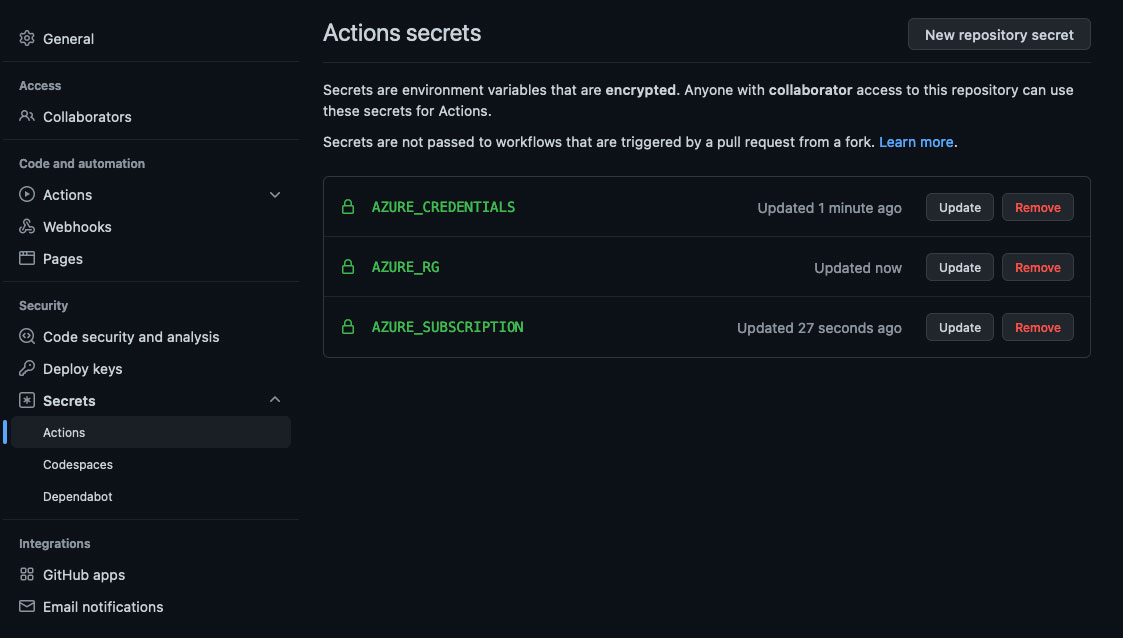 General
Access
Collaborators
Code and automation
Actions
Webhooks
Pages
Security
Code security and analysis
Deploy keys
Secrets
Actions
Codespaces
Dependabot
Integrations
GitHub apps
Email notifications
Actions secrets
New repository secret
Secrets are environment variables that are encrypted. Anyone with collaborator access to this repository can use
these secrets for Actions.
Secrets are not passed to workflows that are triggered by a pull request from a fork. Learn more.
AZURE_CREDENTIALS Updated 1 minute ago Update Remove
AZURE_RG Updated now Update Remove
AZURE_SUBSCRIPTION Updated 27 seconds ago Update Remove